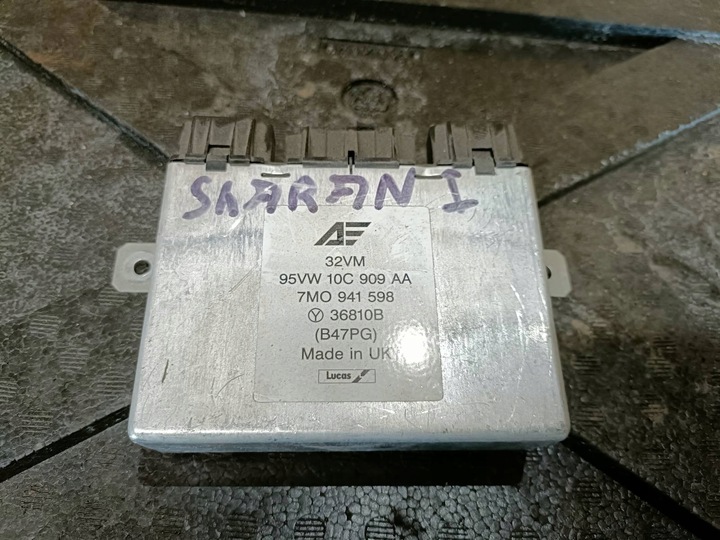 SHARAN I
AE
32VM
95VW 10C 909 AA
7MO 941 598
Y 36810B
(B47PG)
Made in UK
Lucas